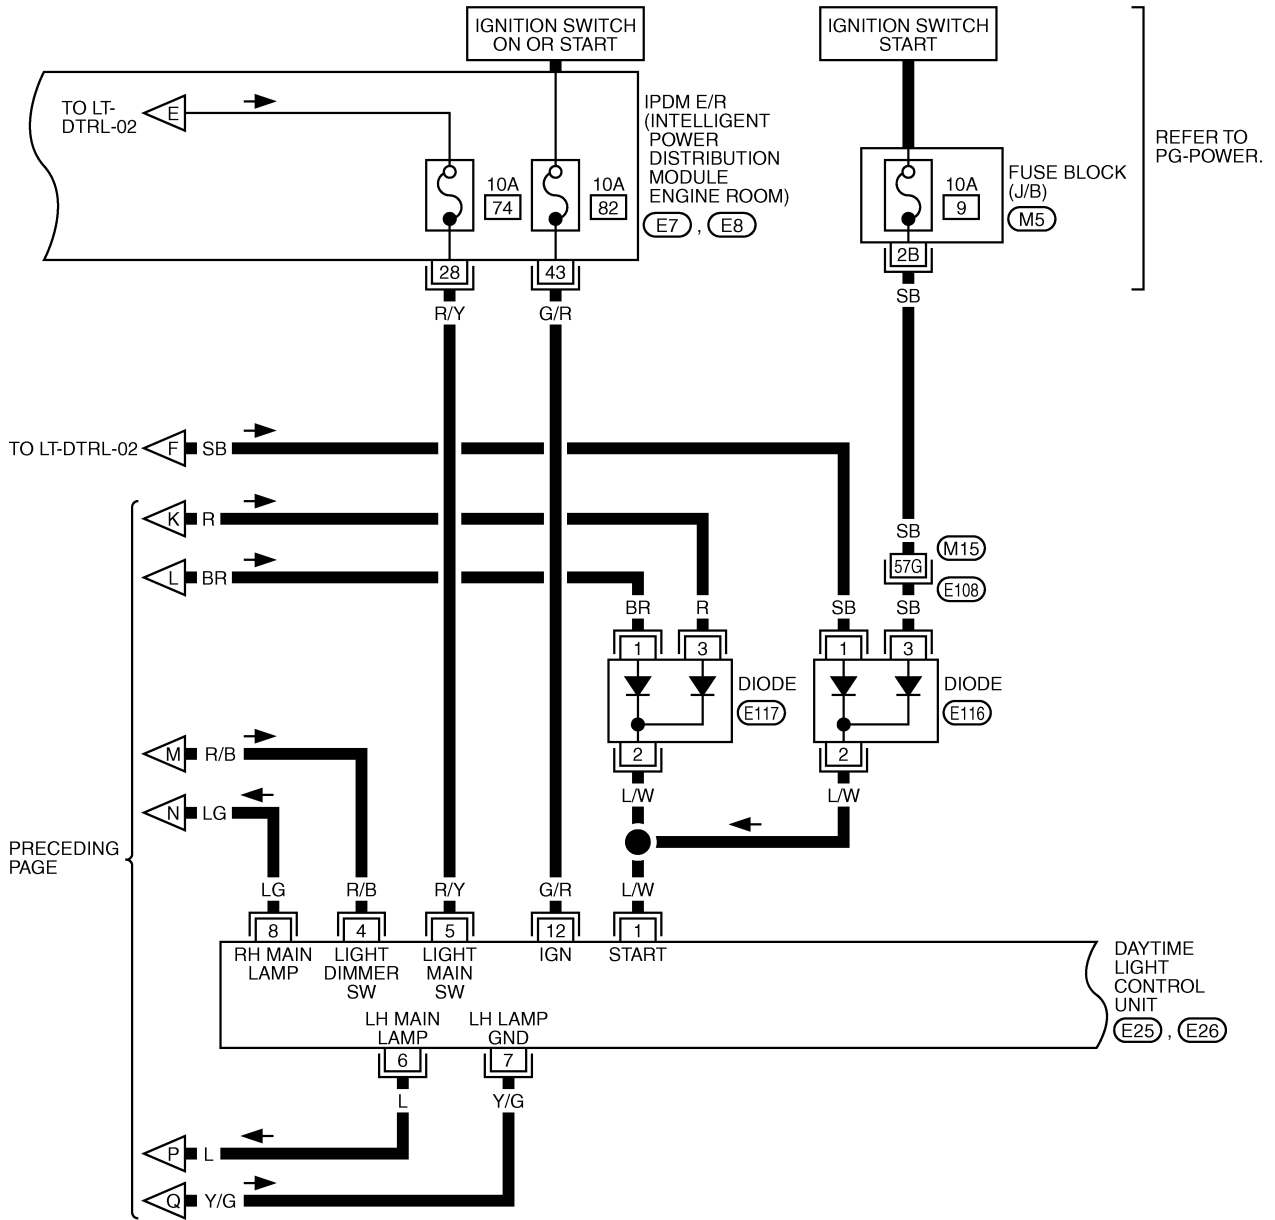 IGNITION SWITCH
ON OR START
IGNITION SWITCH
START
TO LT-
DTRL-02
E
10A
74
10A
82
IPDM E/R
(INTELLIGENT
POWER
DISTRIBUTION
MODULE
ENGINE ROOM)
E7 , E8
10A
9
FUSE BLOCK
(J/B)
M5
REFER TO
PG-POWER.
28
43
2B
R/Y
G/R
SB
TO LT-DTRL-02
F
SB
K
R
L
BR
SB
M15
57G
E108
BR
R
SB
SB
1
3
1
3
DIODE
E117
DIODE
E116
2
2
L/W
L/W
M
R/B
N
LG
PRECEDING
PAGE
LG
R/B
R/Y
G/R
L/W
8
4
5
12
1
RH MAIN
LAMP
LIGHT
DIMMER
SW
LIGHT
MAIN
SW
IGN
START
DAYTIME
LIGHT
CONTROL
UNIT
E25 , E26
LH MAIN
LAMP
LH LAMP
GND
6
7
L
Y/G
P
L
Q
Y/G